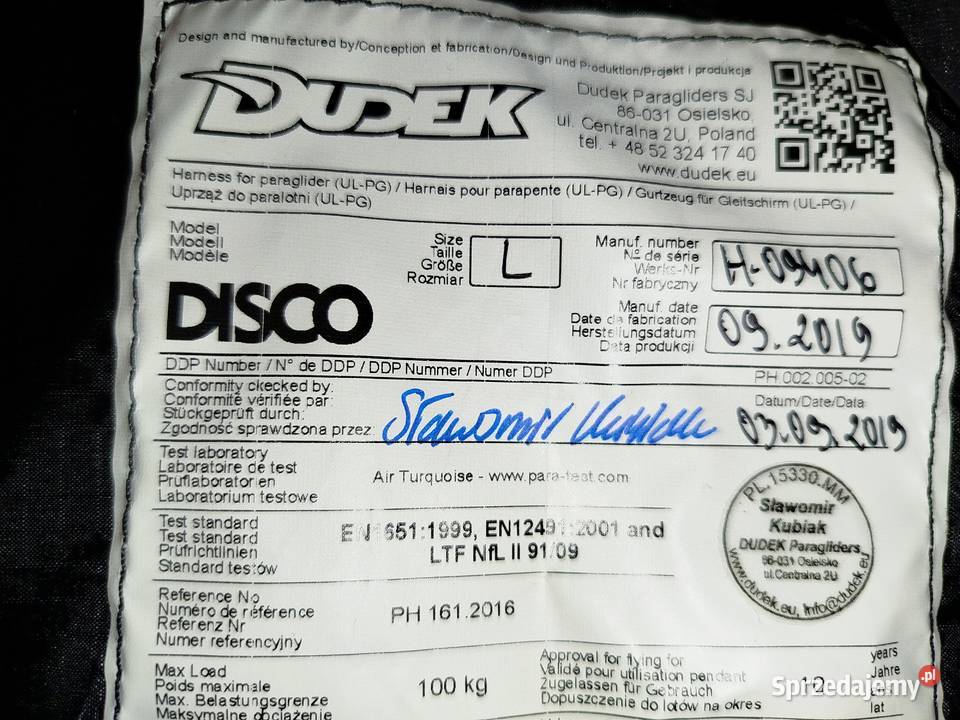 Design and manufactured by/Conception et fabrication/Design und Produktion/Projekt i produkcja
DUDEK
Dudek Paragliders SJ
86-031 Osielsko,
ul. Centralna 2U, Poland
tel. + 48 52 324 17 40
www.dudek.eu
Harness for paraglider (UL-PG) / Harnais pour parapente (UL-PG) / Gurtzeug für Gleitschirm (UL-PG) /
Uprząż do paralotni (UL-PG)
Model
Modell
Modèle
DISCO
Size
Taille
Größe
Rozmiar
L
Manuf. number
Nº de série
Werks-Nr
Nr fabryczny
H-09406
Manuf. date
Date de fabrication
Herstellungsdatum
Data produkcji
09.2019
DDP Number / N° de DDP / DDP Nummer / Numer DDP
PH.002.005-02
Conformity ckecked by:
Conformité vérifiée par:
Stückgeprüft durch:
Zgodność sprawdzona przez:
Sławomir Kubiak
Datum/Date/Data
03.09.2019
Test laboratory
Laboratoire de test
Prüflaboratorien
Laboratorium testowe
Air Turquoise - www.para-test.com
Test standard
Test standard
Prüfrichtlinien
Standard testów
EN 1651:1999, EN12491:2001 and
LTF NfL II 91/09
PL.15330.MM
Sławomir
Kubiak
DUDEK Paragliders
86-031 Osielsko
ul.Centralna 2U
www.dudek.eu, info@dudek.eu
Reference No
Numéro de référence
Referenz Nr
Numer referencyjny
PH 161.2016
Max Load
Poids maximale
Max. Belastungsgrenze
Maksymalne obciążenie
100 kg
Approval for flying for
Validé pour utilisation pendant
Zugelassen für Gebrauch
Dopuszczenie do lotów na okres
12
years
Jahre
lat
Sprzedajemy.pl